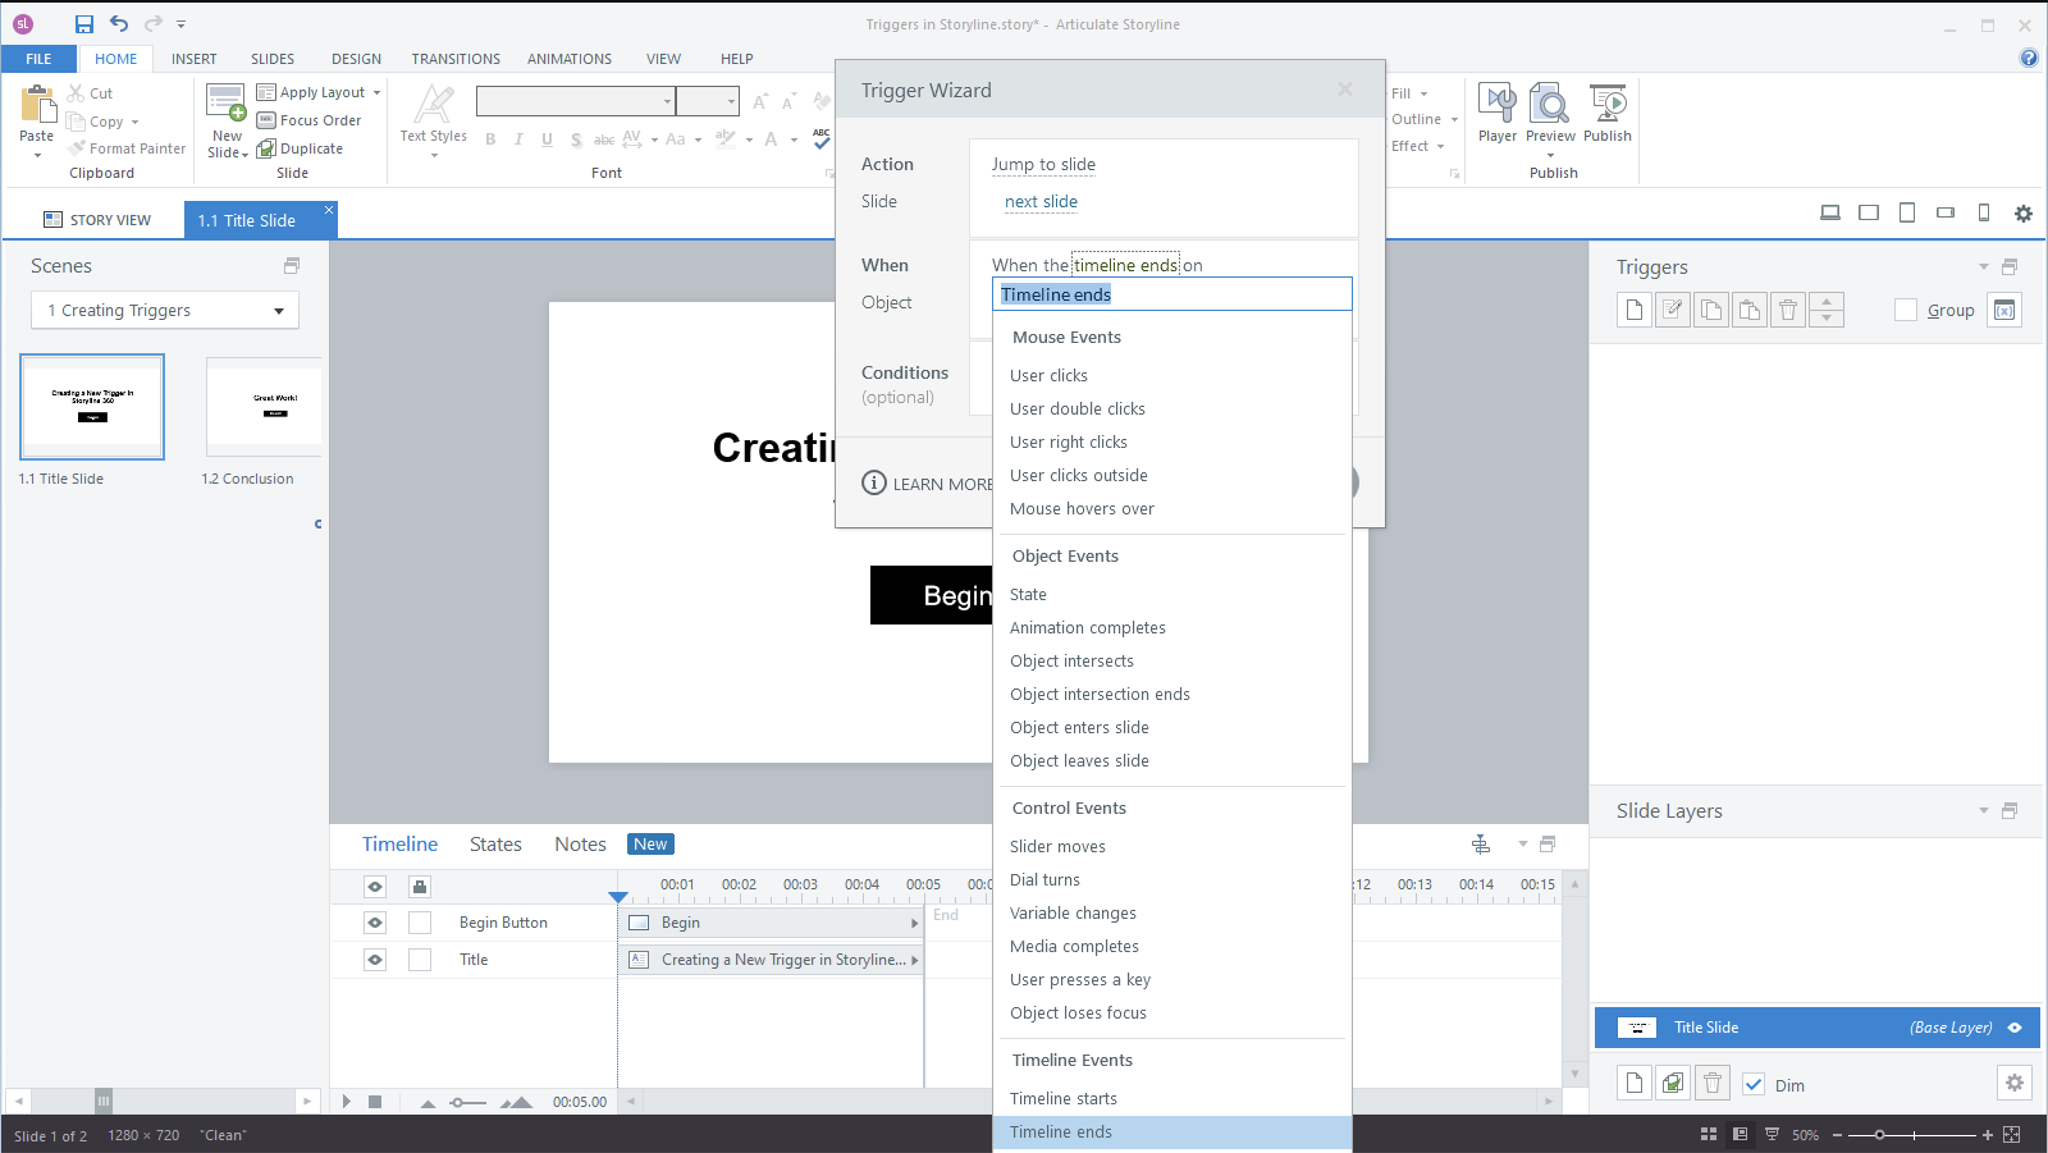 sL
Triggers in Storyline.story* - Articulate Storyline
FILE
HOME
INSERT
SLIDES
DESIGN
TRANSITIONS
ANIMATIONS
VIEW
HELP
Paste
Cut
Copy
Format Painter
Clipboard
New
Slide
Apply Layout
Focus Order
Duplicate
Slide
Text Styles
B I U S abc AV Aa A
ABC
Font
Fill
Outline
Effect
Player
Preview
Publish
Publish
STORY VIEW
1.1 Title Slide
Scenes
1 Creating Triggers
Creating a New Trigger in
Storyline 360
Great Work!
1.1 Title Slide
1.2 Conclusion
Creatin
Begin
Trigger Wizard
Action
Jump to slide
Slide
next slide
When
When the timeline ends on
Object
Timeline ends
Conditions
(optional)
LEARN MORE
Mouse Events
User clicks
User double clicks
User right clicks
User clicks outside
Mouse hovers over
Object Events
State
Animation completes
Object intersects
Object intersection ends
Object enters slide
Object leaves slide
Control Events
Slider moves
Dial turns
Variable changes
Media completes
User presses a key
Object loses focus
Timeline Events
Timeline starts
Timeline ends
Triggers
Group
(x)
Slide Layers
Title Slide
(Base Layer)
Dim
Timeline
States
Notes
New
00:01 00:02 00:03 00:04 00:05 00:0 :12 00:13 00:14 00:15
Begin Button
Begin
End
Title
Creating a New Trigger in Storyline...
00:05.00
Slide 1 of 2
1280 × 720
"Clean"
50%